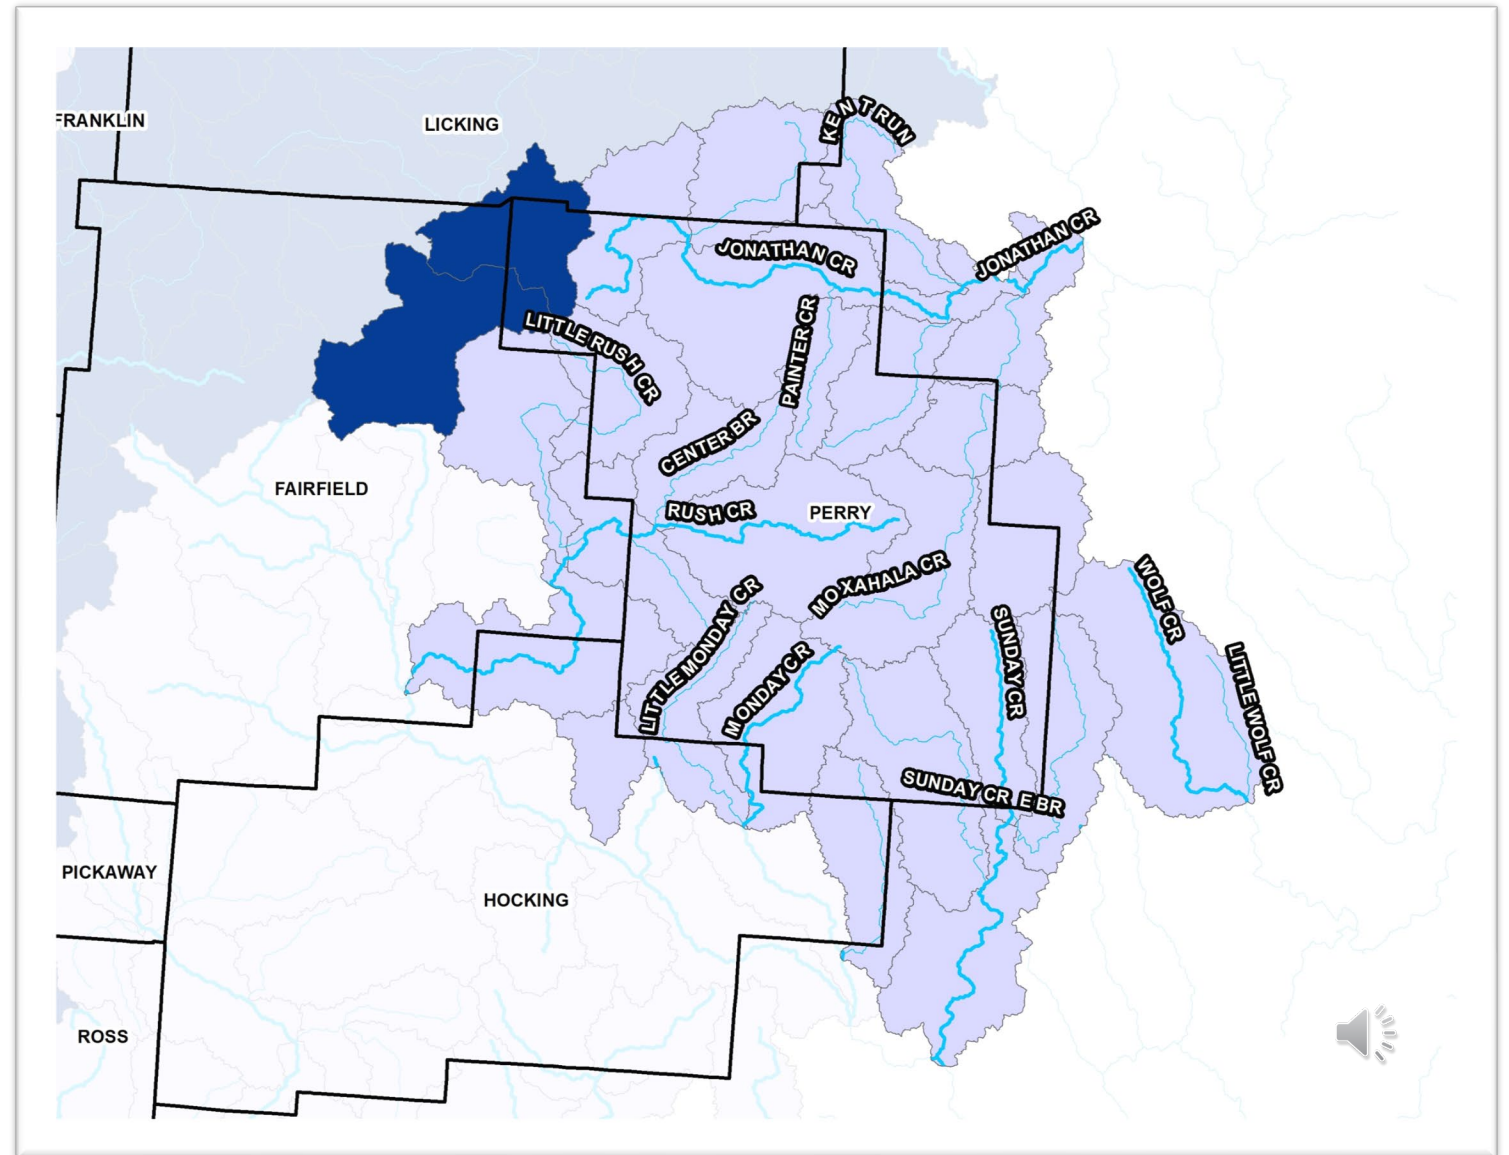 FRANKLIN
LICKING
KENT RUN
JONATHAN CR
JONATHAN CR
LITTLE RUSH CR
PAINTER CR
CENTER BR
FAIRFIELD
RUSH CR
PERRY
MOXAHALA CR
WOLF CR
LITTLE MONDAY CR
MONDAY CR
SUNDAY CR
LITTLE WOLF CR
SUNDAY CR E BR
PICKAWAY
HOCKING
ROSS